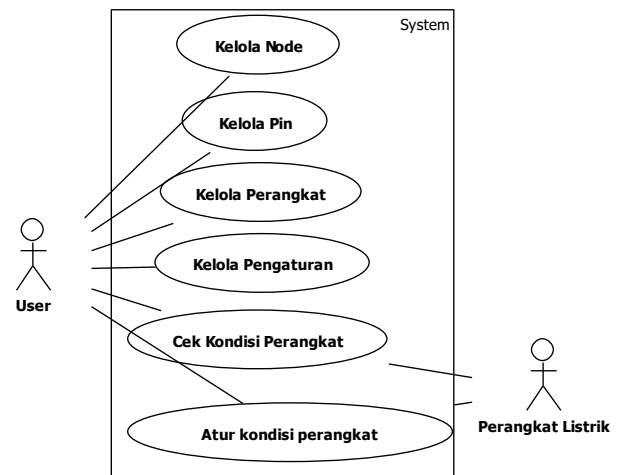 System
Kelola Node
Kelola Pin
Kelola Perangkat
Kelola Pengaturan
User
Cek Kondisi Perangkat
Perangkat Listrik
Atur kondisi perangkat